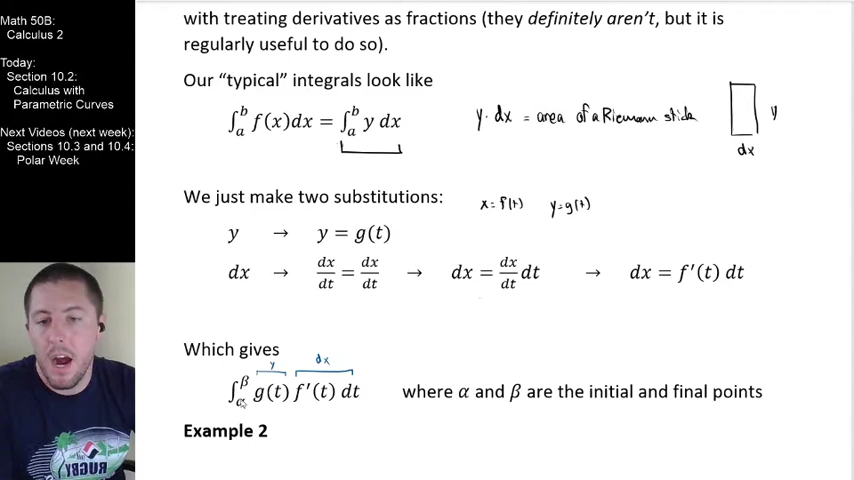 Math 50B:
Calculus 2
Today:
Section 10.2:
Calculus with
Parametric Curves
Next Videos (next week):
Sections 10.3 and 10.4:
Polar Week
with treating derivatives as fractions (they definitely aren't, but it is
regularly useful to do so).
Our "typical" integrals look like
∫ₐᵇ f(x)dx = ∫ₐᵇ y dx
y · dx = area of a Riemann
y
dx
We just make two substitutions:
x = f(t) y = g(t)
y → y = g(t)
dx → dx/dt = dx/dt → dx = dx/dt dt → dx = f′(t) dt
Which gives
y dx
∫_α^β g(t) f′(t) dt where α and β are the initial and final points
Example 2
RUGBY